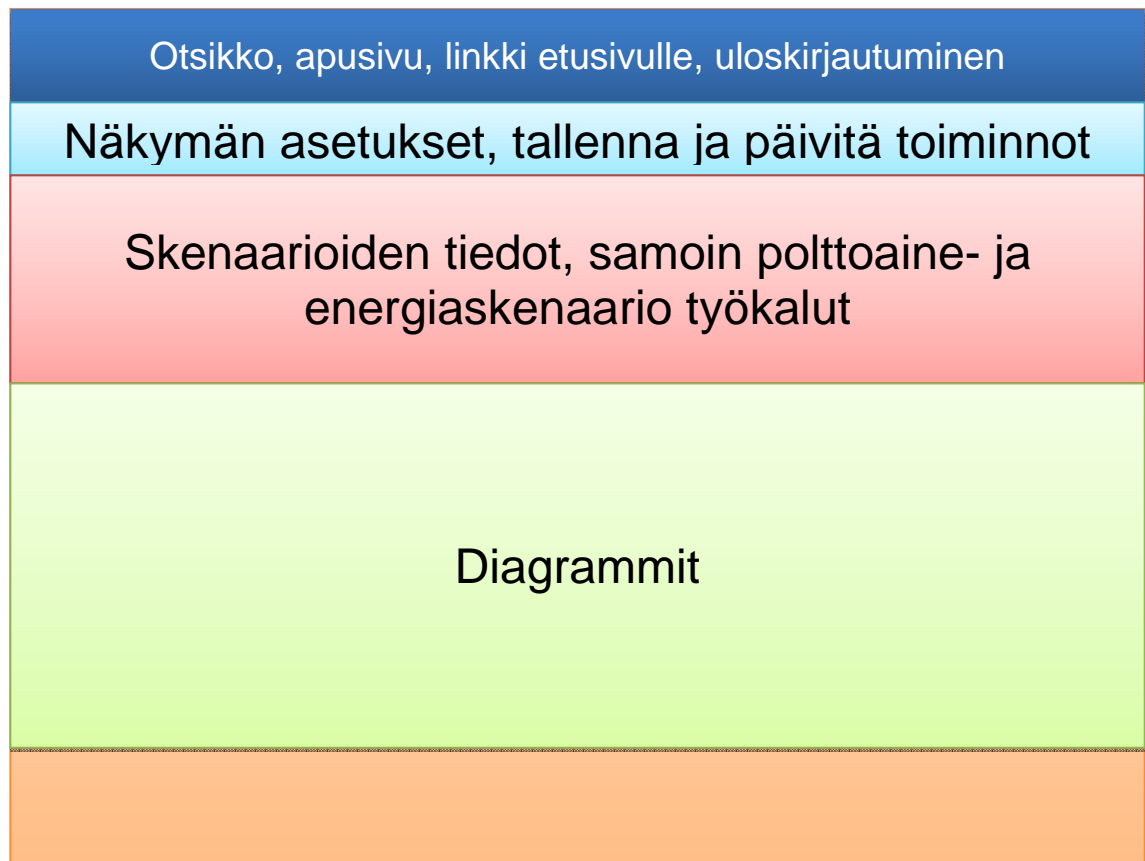 Otsikko, apusivu, linkki etusivulle, uloskirjautuminen
Näkymän asetukset, tallenna ja päivitä toiminnot
Skenaarioiden tiedot, samoin polttoaine- ja
energiaskenaario työkalut
Diagrammit